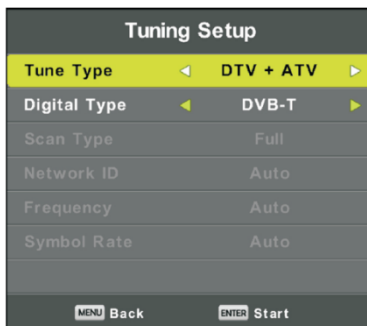 Tuning Setup
Tune Type DTV + ATV
Digital Type DVB-T
Scan Type Full
Network ID Auto
Frequency Auto
Symbol Rate Auto
MENU Back ENTER Start